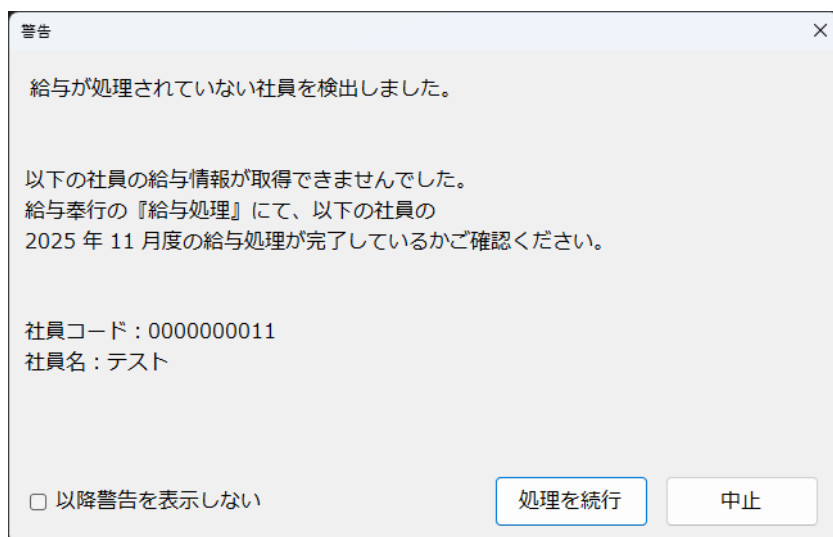 警告
給与が処理されていない社員を検出しました。
以下の社員の給与情報が取得できませんでした。
給与奉行の『給与処理』にて、以下の社員の
2025 年 11 月度の給与処理が完了しているかご確認ください。
社員コード：0000000011
社員名：テスト
以降警告を表示しない
処理を続行
中止